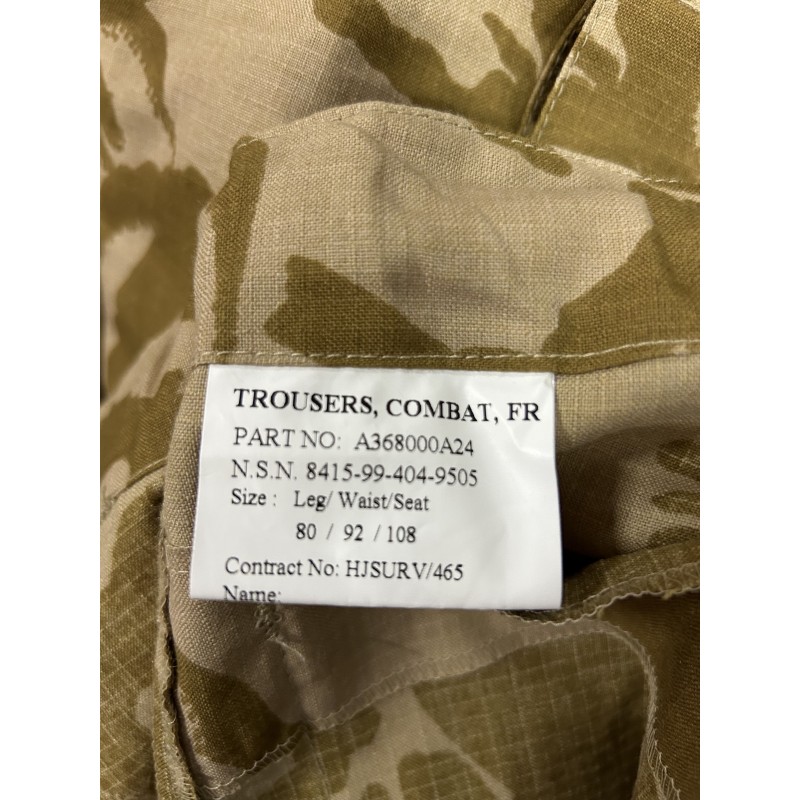 TROUSERS, COMBAT, FR
PART NO: A368000A24
N.S.N. 8415-99-404-9505
Size : Leg/ Waist/Seat
80 / 92 / 108
Contract No: HJSURV/465
Name: